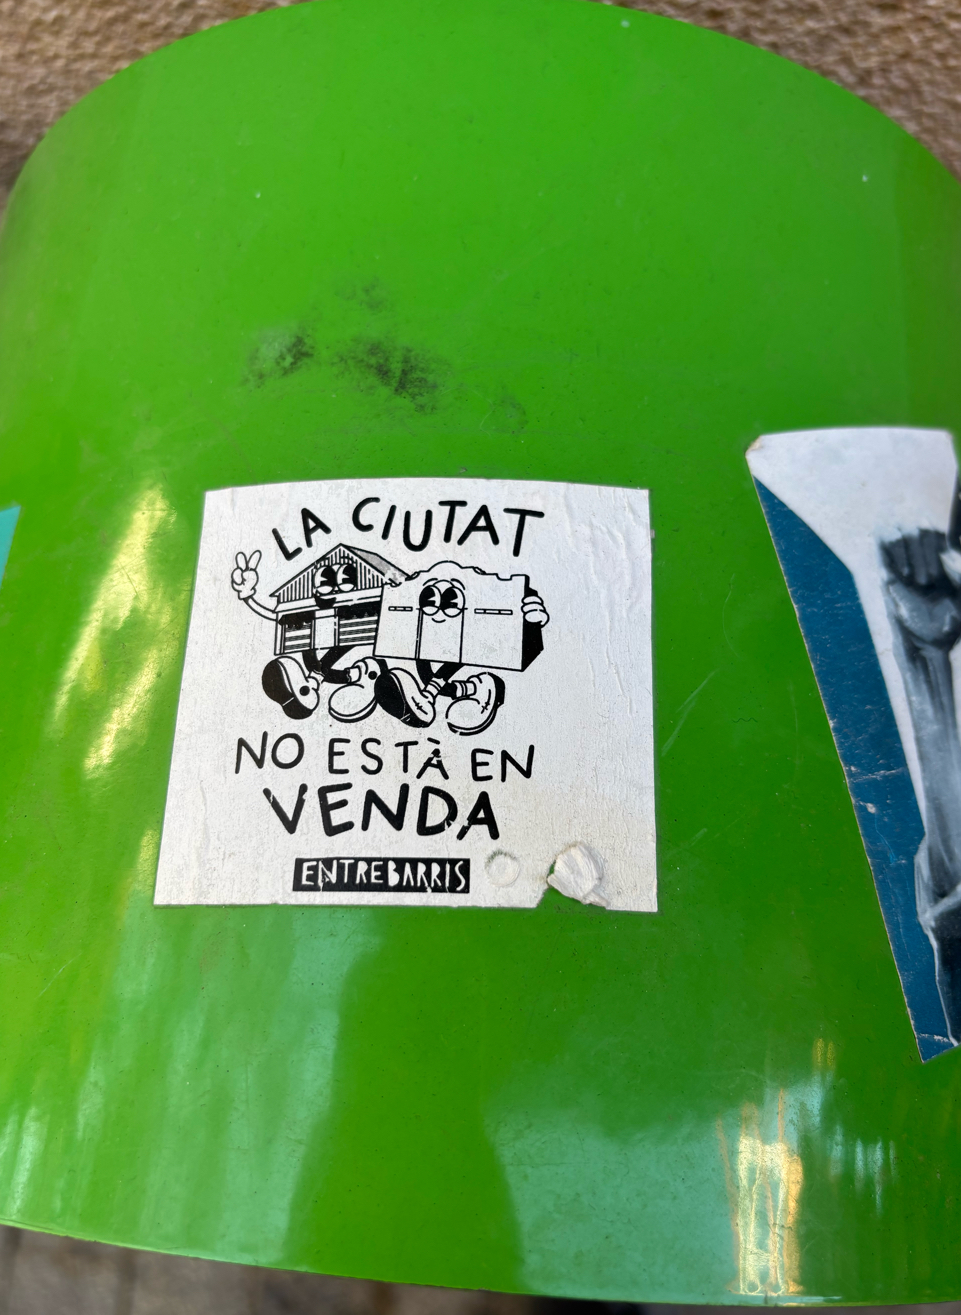 LA CIUTAT
NO ESTÀ EN
VENDA
ENTREBARRIS